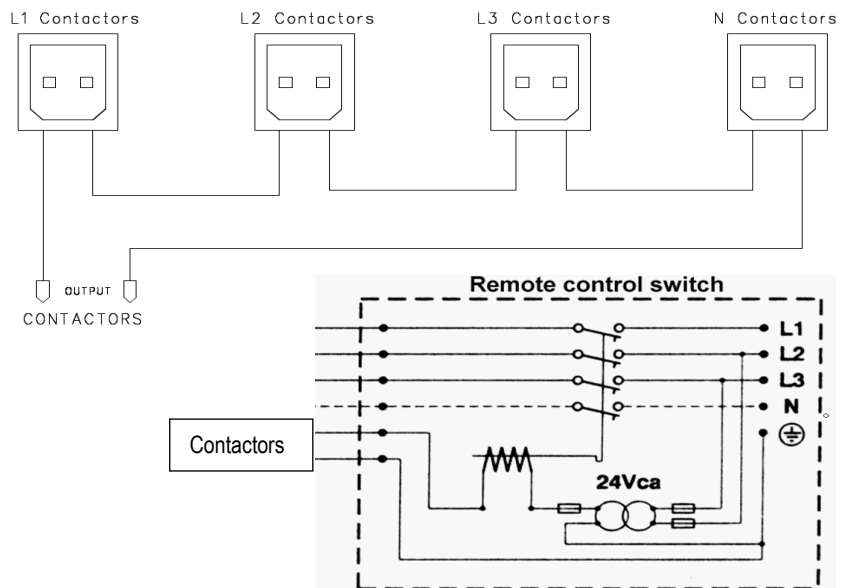 L1 Contactors L2 Contactors L3 Contactors N Contactors
OUTPUT
CONTACTORS
Remote control switch
L1
L2
L3
N
Contactors
24Vca